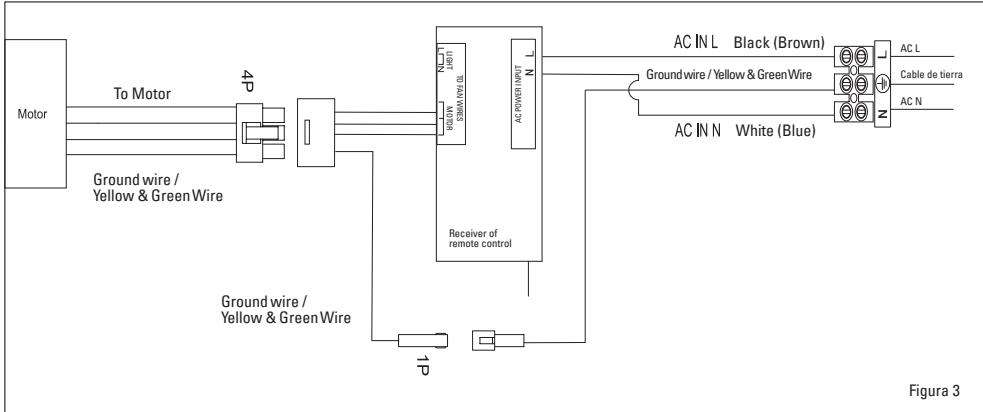 Motor
To Motor
4P
Ground wire /
Yellow & Green Wire
LIGHT
L
N
TO FAN WIRES
MOTOR
AC POWER INPUT
L
N
Receiver of
remote control
AC IN L Black (Brown)
Ground wire / Yellow & Green Wire
AC IN N White (Blue)
L
N
AC L
Cable de tierra
AC N
Ground wire /
Yellow & Green Wire
1P
Figura 3